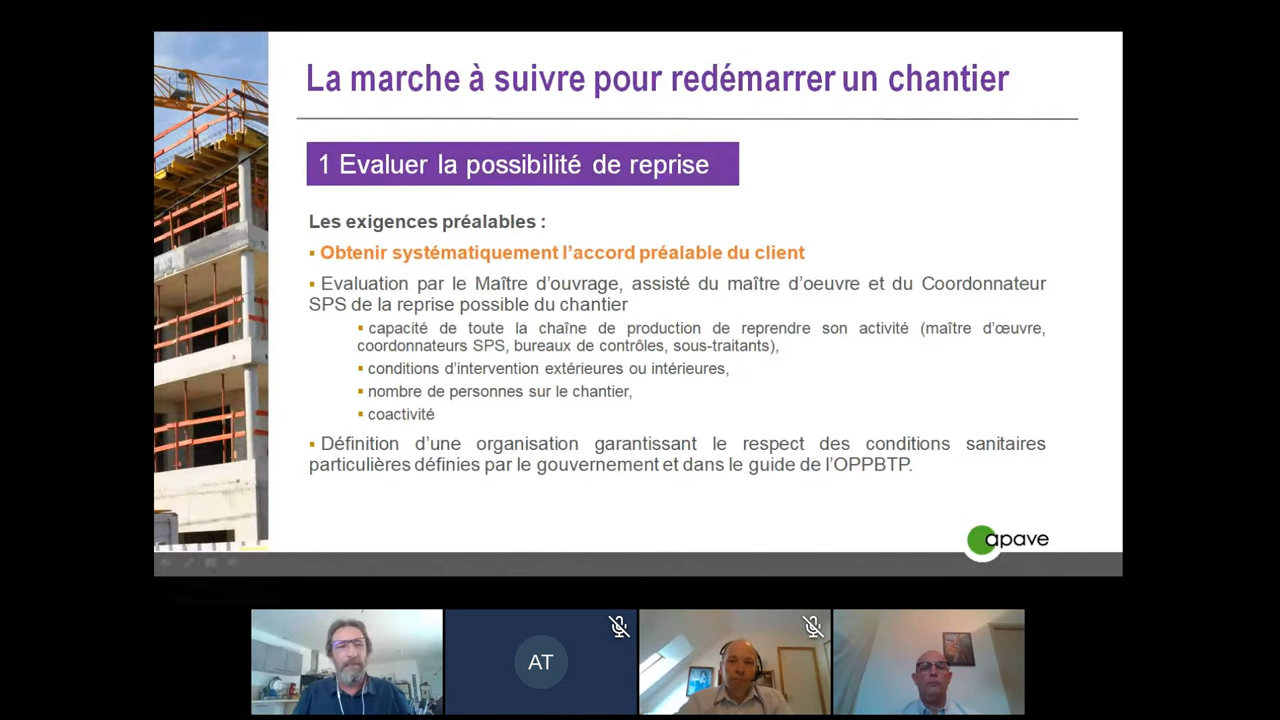 La marche à suivre pour redémarrer un chantier
1 Evaluer la possibilité de reprise
Les exigences préalables :
▪ Obtenir systématiquement l’accord préalable du client
▪ Evaluation par le Maître d’ouvrage, assisté du maître d’oeuvre et du Coordonnateur
SPS de la reprise possible du chantier
▪ capacité de toute la chaîne de production de reprendre son activité (maître d’œuvre,
coordonnateurs SPS, bureaux de contrôles, sous-traitants),
▪ conditions d’intervention extérieures ou intérieures,
▪ nombre de personnes sur le chantier,
▪ coactivité
▪ Définition d’une organisation garantissant le respect des conditions sanitaires
particulières définies par le gouvernement et dans le guide de l’OPPBTP.
apave
AT